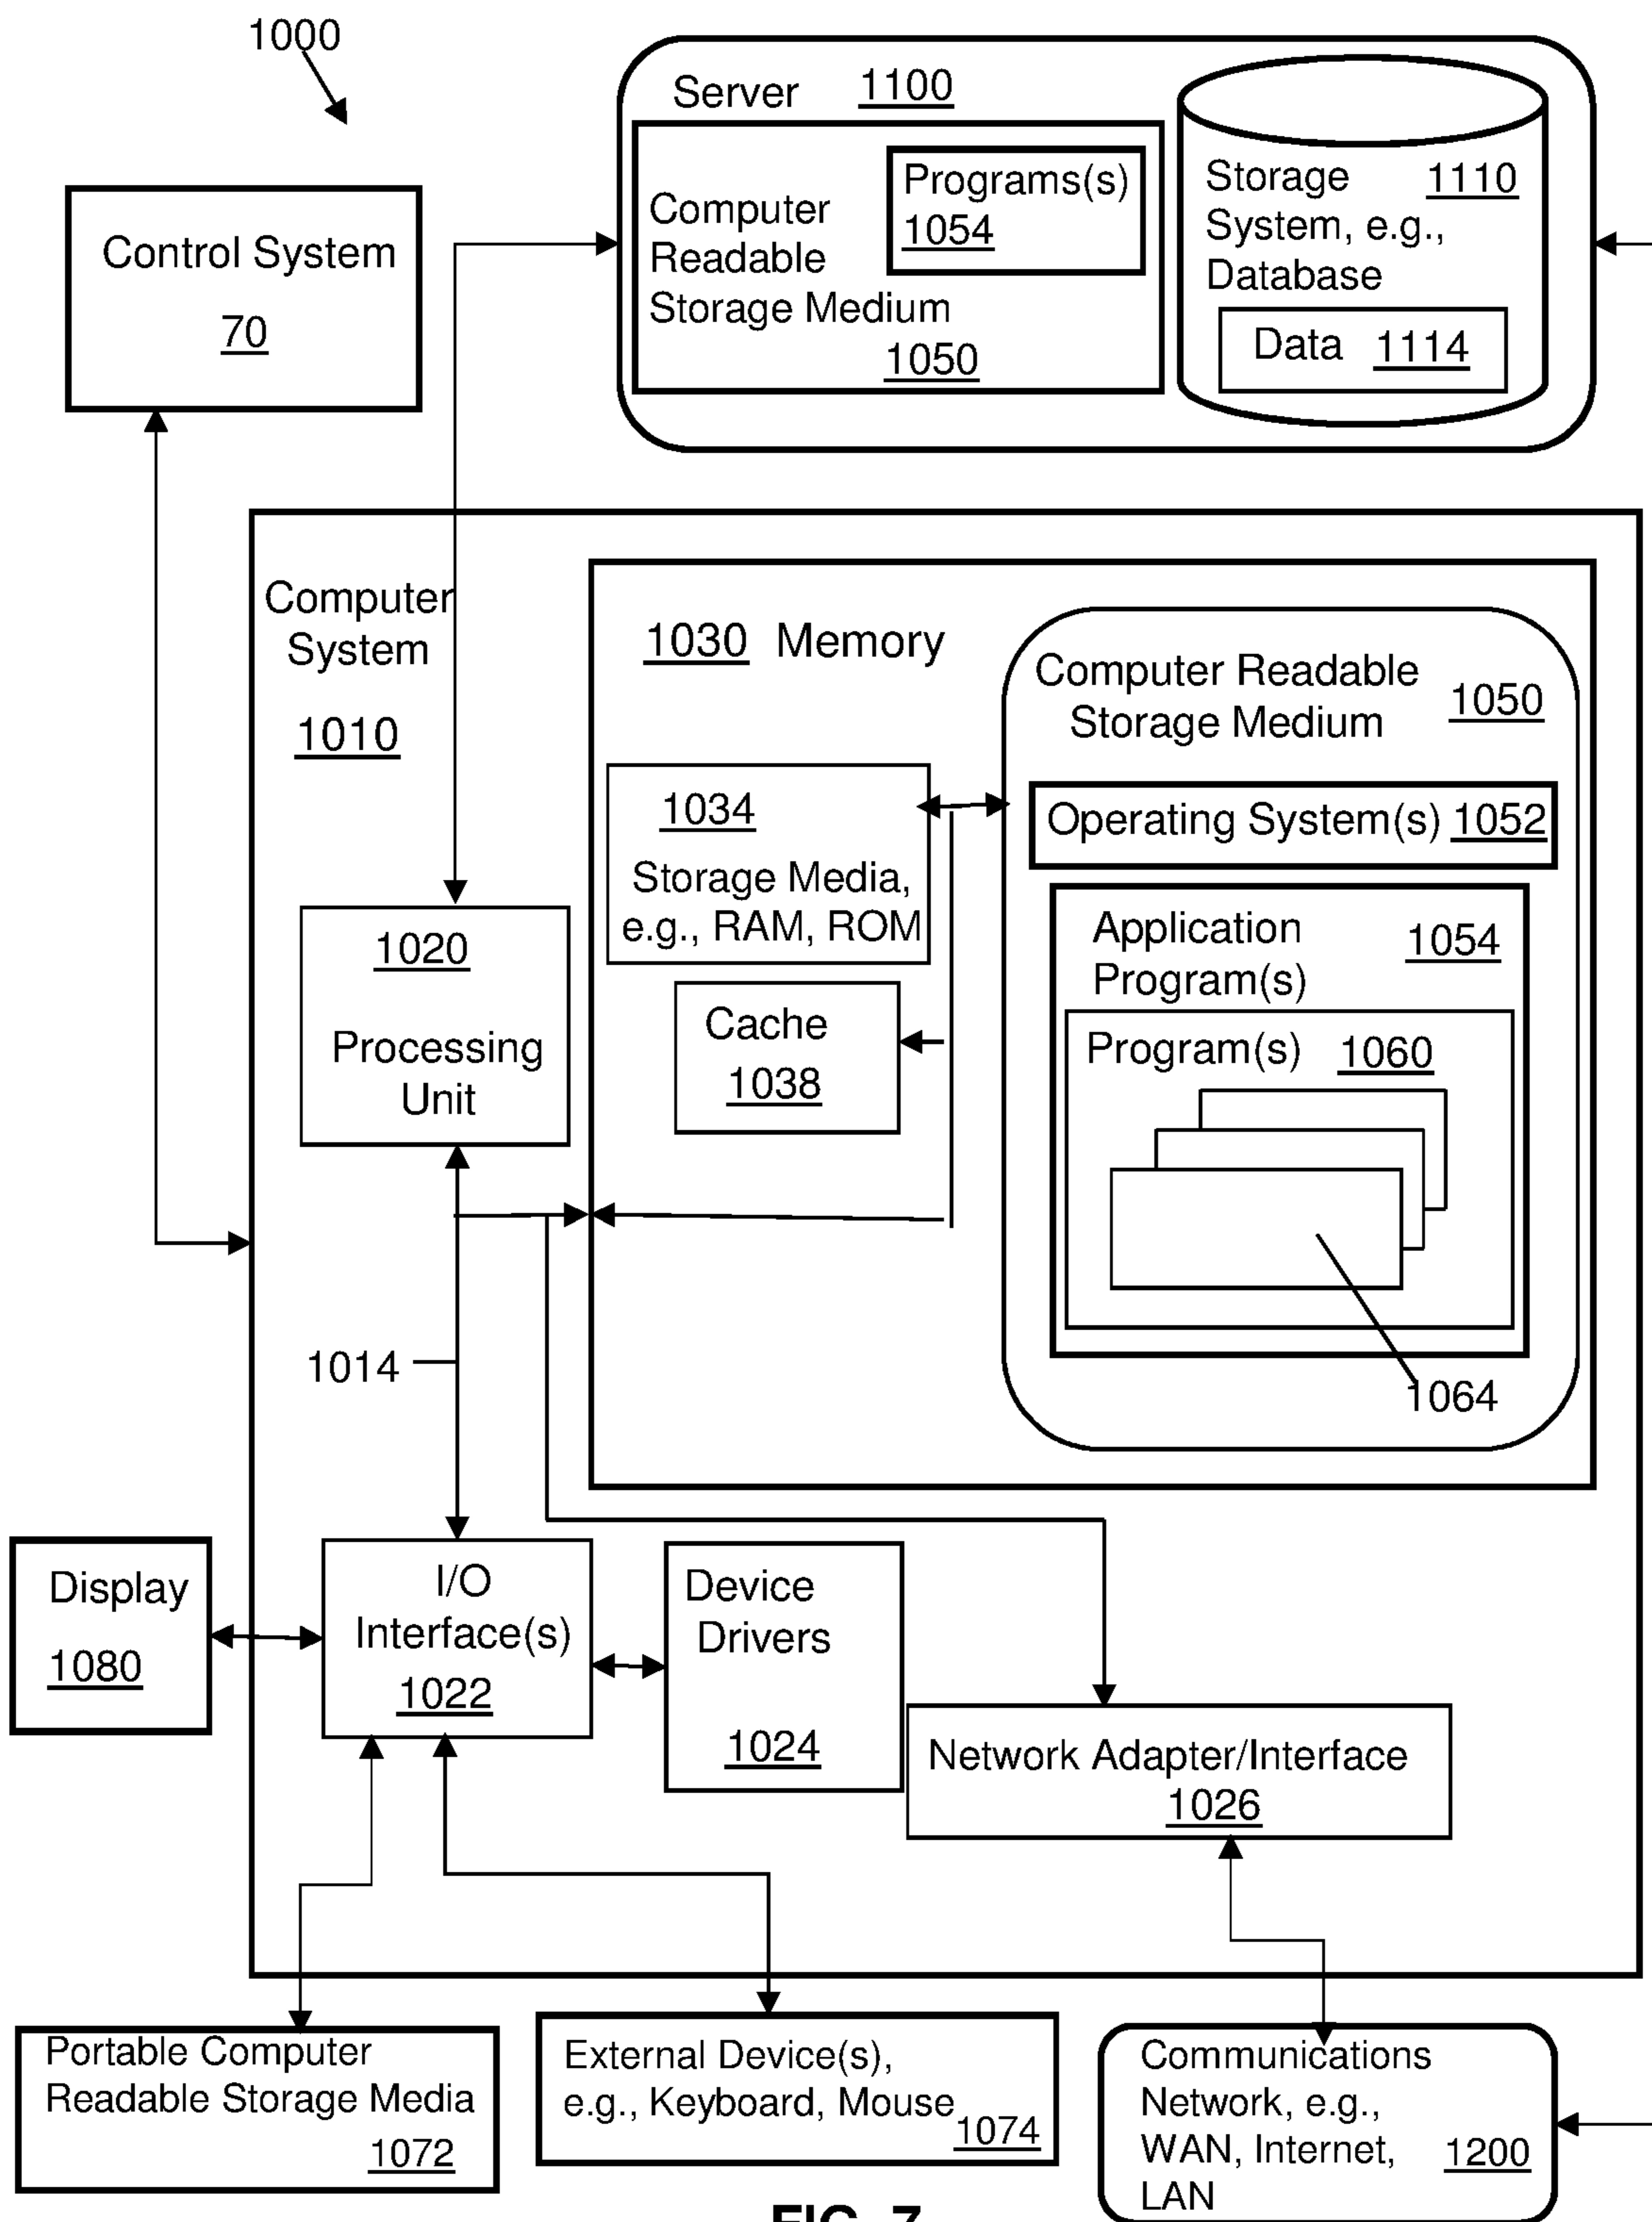 1000
Server 1100
Programs(s)
1054
Computer
Readable
Storage Medium
1050
Storage 1110
System, e.g.,
Database
Data 1114
Control System
70
Computer
System
1010
1030 Memory
Computer Readable
Storage Medium
1050
1034
Storage Media,
e.g., RAM, ROM
Operating System(s) 1052
1020
Processing
Unit
Cache
1038
Application
Program(s)
1054
Program(s) 1060
1064
1014
Display
1080
I/O
Interface(s)
1022
Device
Drivers
1024
Network Adapter/Interface
1026
Portable Computer
Readable Storage Media
1072
External Device(s),
e.g., Keyboard, Mouse
1074
Communications
Network, e.g.,
WAN, Internet,
LAN
1200
FIG. 7